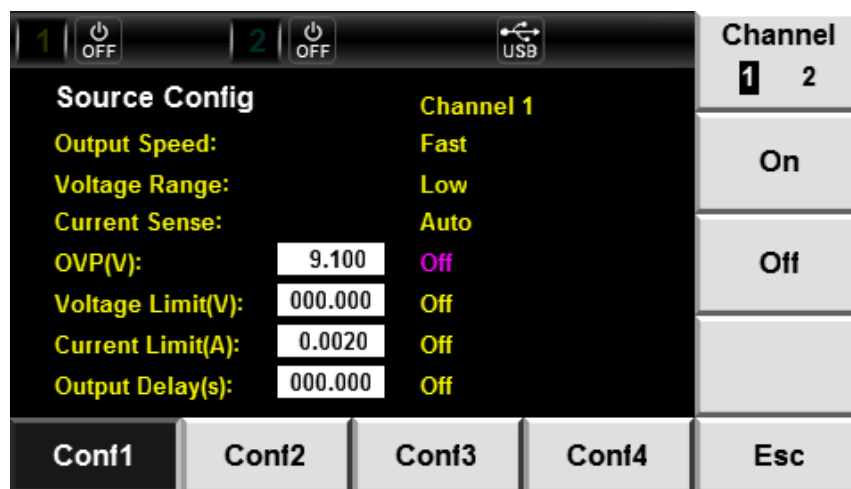 1 OFF 2 OFF USB
Channel
1 2
Source Config Channel 1
Output Speed: Fast
Voltage Range: Low
Current Sense: Auto
OVP(V): 9.100 Off
Voltage Limit(V): 000.000 Off
Current Limit(A): 0.0020 Off
Output Delay(s): 000.000 Off
On
Off
Conf1 Conf2 Conf3 Conf4 Esc